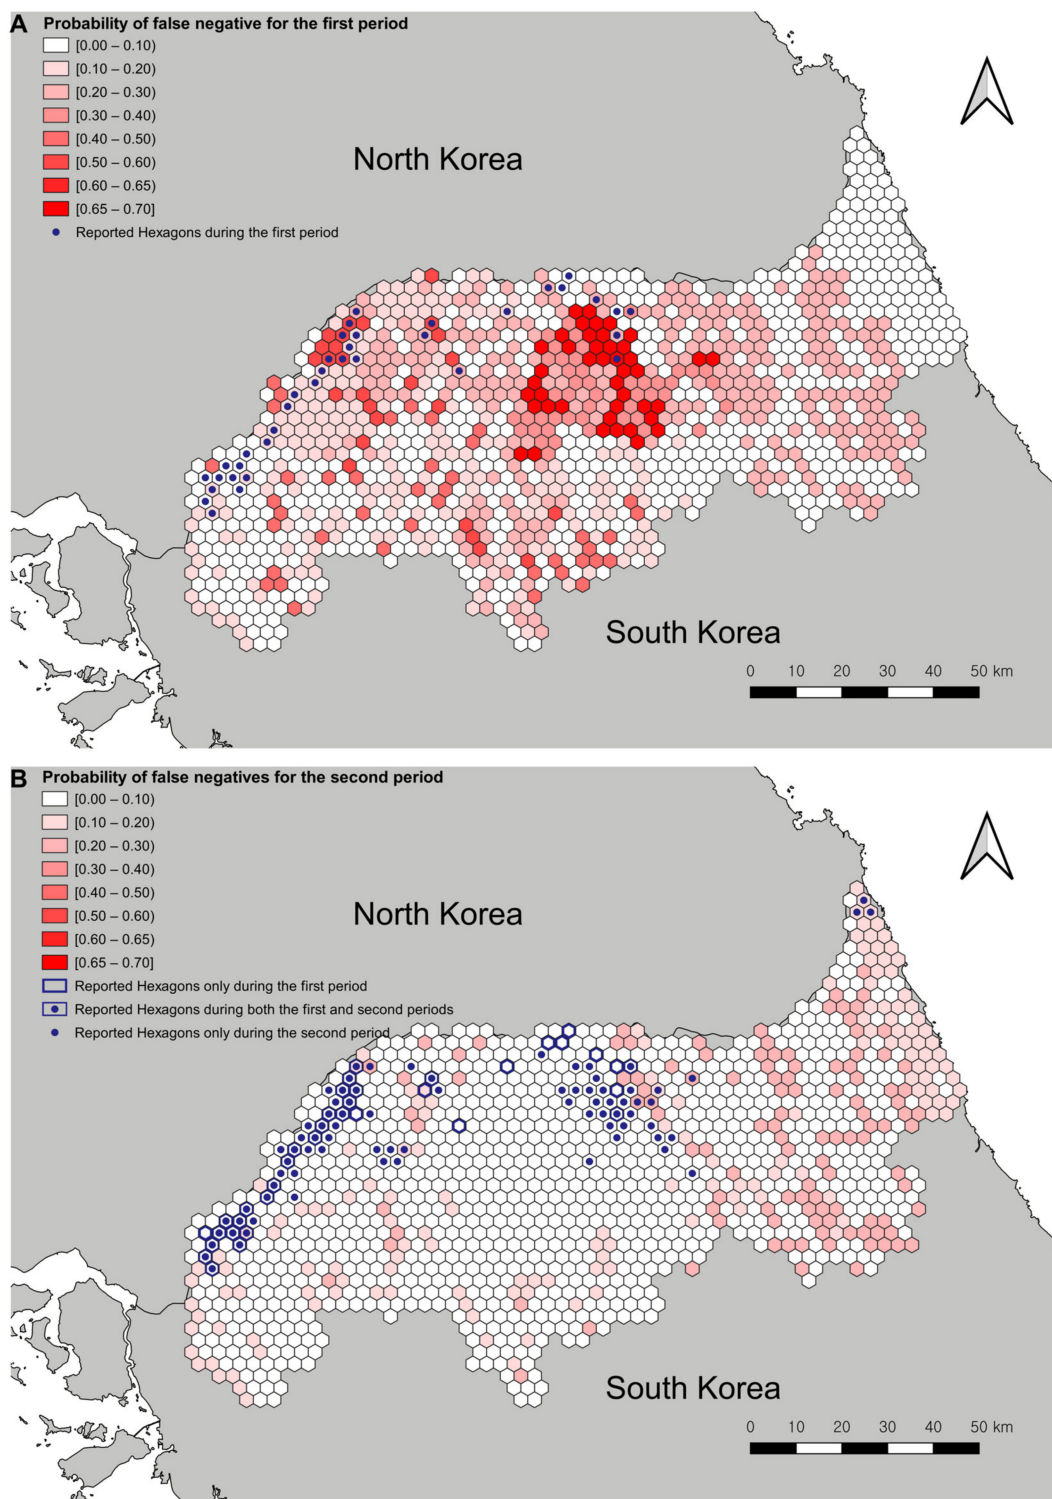 A Probability of false negative for the first period
[0.00 – 0.10)
[0.10 – 0.20)
[0.20 – 0.30)
[0.30 – 0.40)
[0.40 – 0.50)
[0.50 – 0.60)
[0.60 – 0.65)
[0.65 – 0.70]
Reported Hexagons during the first period
North Korea
South Korea
0 10 20 30 40 50 km
B Probability of false negatives for the second period
[0.00 – 0.10)
[0.10 – 0.20)
[0.20 – 0.30)
[0.30 – 0.40)
[0.40 – 0.50)
[0.50 – 0.60)
[0.60 – 0.65)
[0.65 – 0.70]
Reported Hexagons only during the first period
Reported Hexagons during both the first and second periods
Reported Hexagons only during the second period
North Korea
South Korea
0 10 20 30 40 50 km